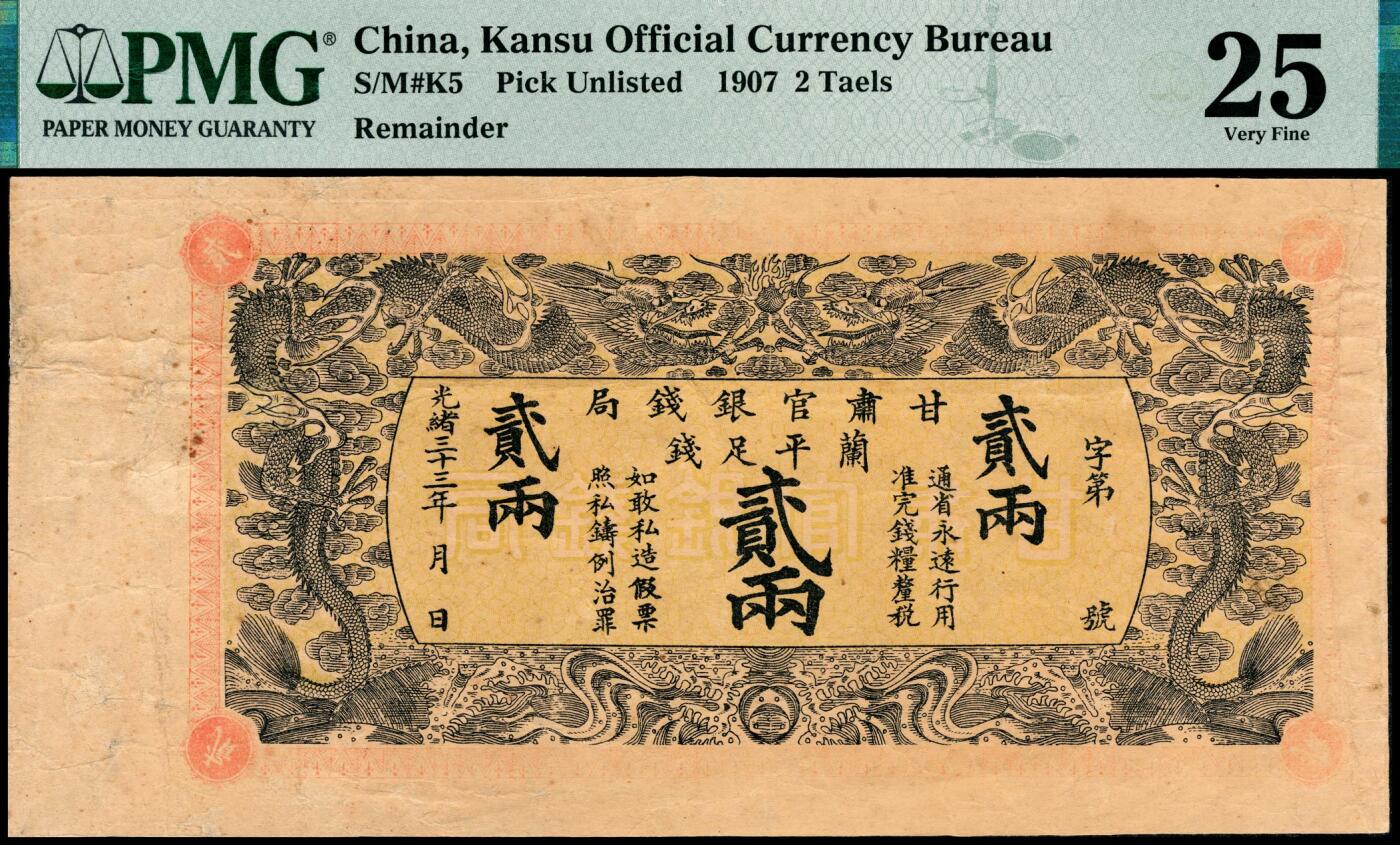 PMG®
PAPER MONEY GUARANTY
China, Kansu Official Currency Bureau
S/M#K5 Pick Unlisted 1907 2 Taels
Remainder
25
Very Fine
甘肅官銀錢局
蘭平足錢
字第 號
貳兩
通省永遠行用
准完錢糧釐税
貳兩
如敢私造假票
照私鑄例治罪
貳兩
光緒三十三年 月 日